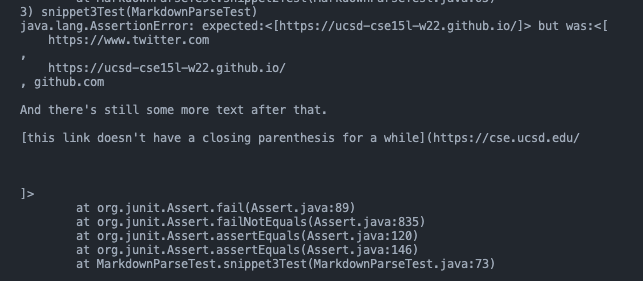 3) snippet3Test(MarkdownParseTest)
java.lang.AssertionError: expected:<[https://ucsd-cse15l-w22.github.io/]> but was:<[
    https://www.twitter.com
,
    https://ucsd-cse15l-w22.github.io/
, github.com

And there's still some more text after that.

[this link doesn't have a closing parenthesis for a while](https://cse.ucsd.edu/



]>
        at org.junit.Assert.fail(Assert.java:89)
        at org.junit.Assert.failNotEquals(Assert.java:835)
        at org.junit.Assert.assertEquals(Assert.java:120)
        at org.junit.Assert.assertEquals(Assert.java:146)
        at MarkdownParseTest.snippet3Test(MarkdownParseTest.java:73)